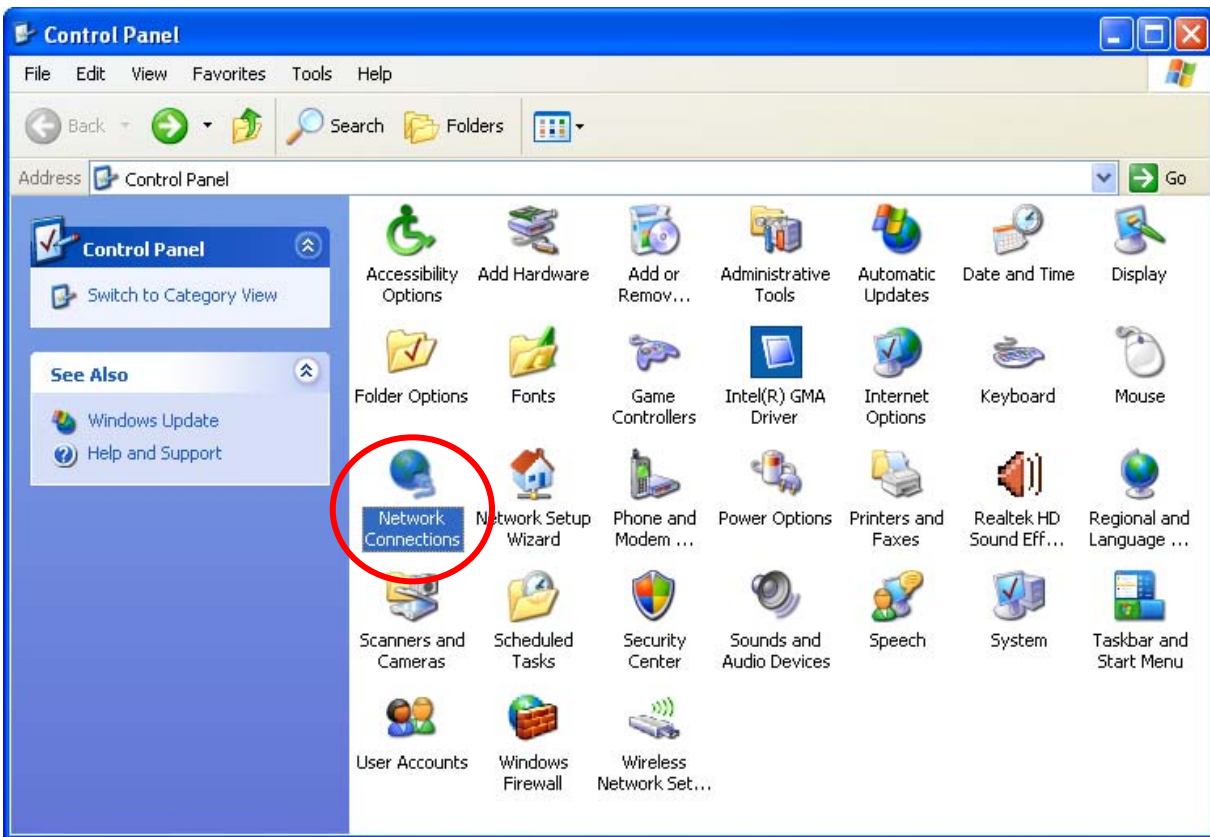 Control Panel
File Edit View Favorites Tools Help
Back Search Folders
Address Control Panel Go
Control Panel
Switch to Category View
See Also
Windows Update
Help and Support
Accessibility Options
Add Hardware
Add or Remov...
Administrative Tools
Automatic Updates
Date and Time
Display
Folder Options
Fonts
Game Controllers
Intel(R) GMA Driver
Internet Options
Keyboard
Mouse
Network Connections
Network Setup Wizard
Phone and Modem ...
Power Options
Printers and Faxes
Realtek HD Sound Eff...
Regional and Language ...
Scanners and Cameras
Scheduled Tasks
Security Center
Sounds and Audio Devices
Speech
System
Taskbar and Start Menu
User Accounts
Windows Firewall
Wireless Network Set...